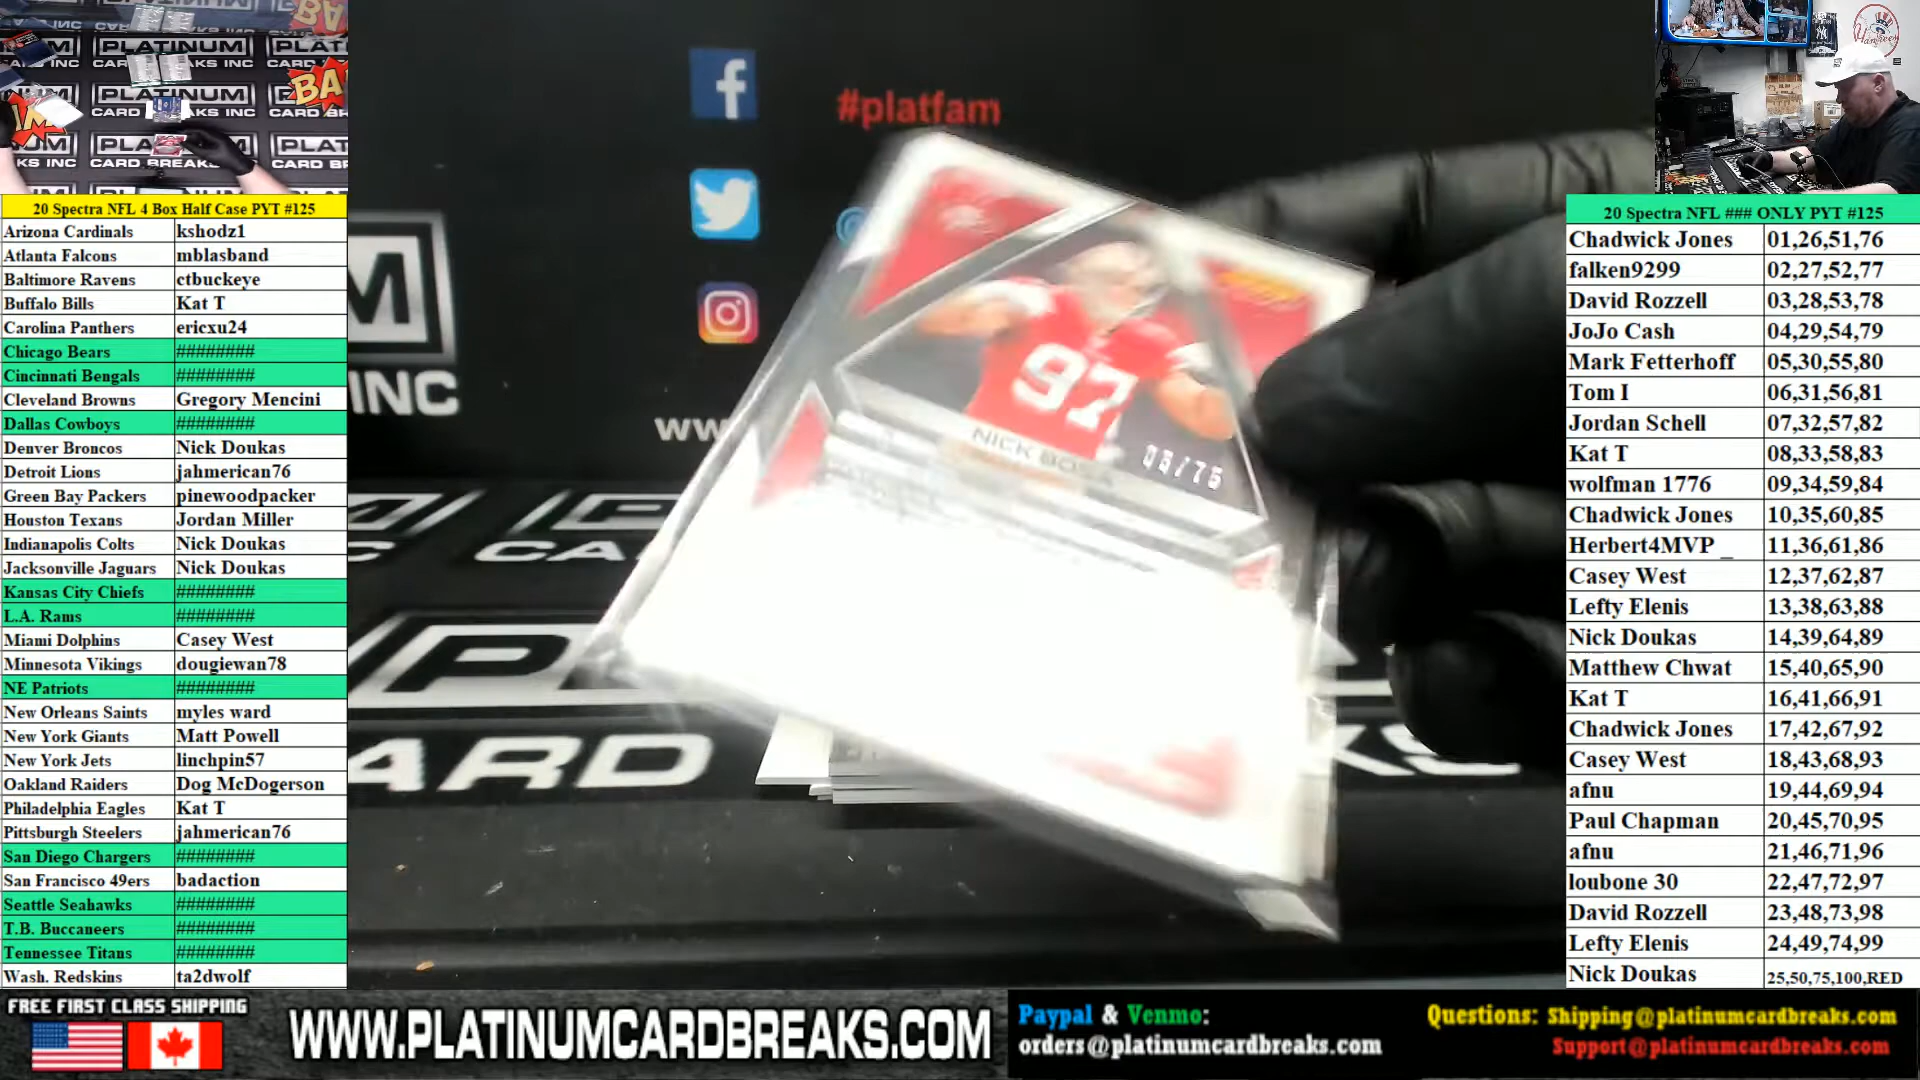 PLATINUM
CARD BREAKS INC
#platfam
97
NICK BOSA
05/75
20 Spectra NFL 4 Box Half Case PYT #125
Arizona Cardinals kshodz1
Atlanta Falcons mblasband
Baltimore Ravens ctbuckeye
Buffalo Bills Kat T
Carolina Panthers ericxu24
Chicago Bears ########
Cincinnati Bengals ########
Cleveland Browns Gregory Mencini
Dallas Cowboys ########
Denver Broncos Nick Doukas
Detroit Lions jahmerican76
Green Bay Packers pinewoodpacker
Houston Texans Jordan Miller
Indianapolis Colts Nick Doukas
Jacksonville Jaguars Nick Doukas
Kansas City Chiefs ########
L.A. Rams ########
Miami Dolphins Casey West
Minnesota Vikings dougiewan78
NE Patriots ########
New Orleans Saints myles ward
New York Giants Matt Powell
New York Jets linchpin57
Oakland Raiders Dog McDogerson
Philadelphia Eagles Kat T
Pittsburgh Steelers jahmerican76
San Diego Chargers ########
San Francisco 49ers badaction
Seattle Seahawks ########
T.B. Buccaneers ########
Tennessee Titans ########
Wash. Redskins ta2dwolf
20 Spectra NFL ### ONLY PYT #125
Chadwick Jones 01,26,51,76
falken9299 02,27,52,77
David Rozzell 03,28,53,78
JoJo Cash 04,29,54,79
Mark Fetterhoff 05,30,55,80
Tom I 06,31,56,81
Jordan Schell 07,32,57,82
Kat T 08,33,58,83
wolfman 1776 09,34,59,84
Chadwick Jones 10,35,60,85
Herbert4MVP _ 11,36,61,86
Casey West 12,37,62,87
Lefty Elenis 13,38,63,88
Nick Doukas 14,39,64,89
Matthew Chwat 15,40,65,90
Kat T 16,41,66,91
Chadwick Jones 17,42,67,92
Casey West 18,43,68,93
afnu 19,44,69,94
Paul Chapman 20,45,70,95
afnu 21,46,71,96
loubone 30 22,47,72,97
David Rozzell 23,48,73,98
Lefty Elenis 24,49,74,99
Nick Doukas 25,50,75,100,RED
FREE FIRST CLASS SHIPPING
WWW.PLATINUMCARDBREAKS.COM
Paypal & Venmo:
orders@platinumcardbreaks.com
Questions: Shipping@platinumcardbreaks.com
Support@platinumcardbreaks.com